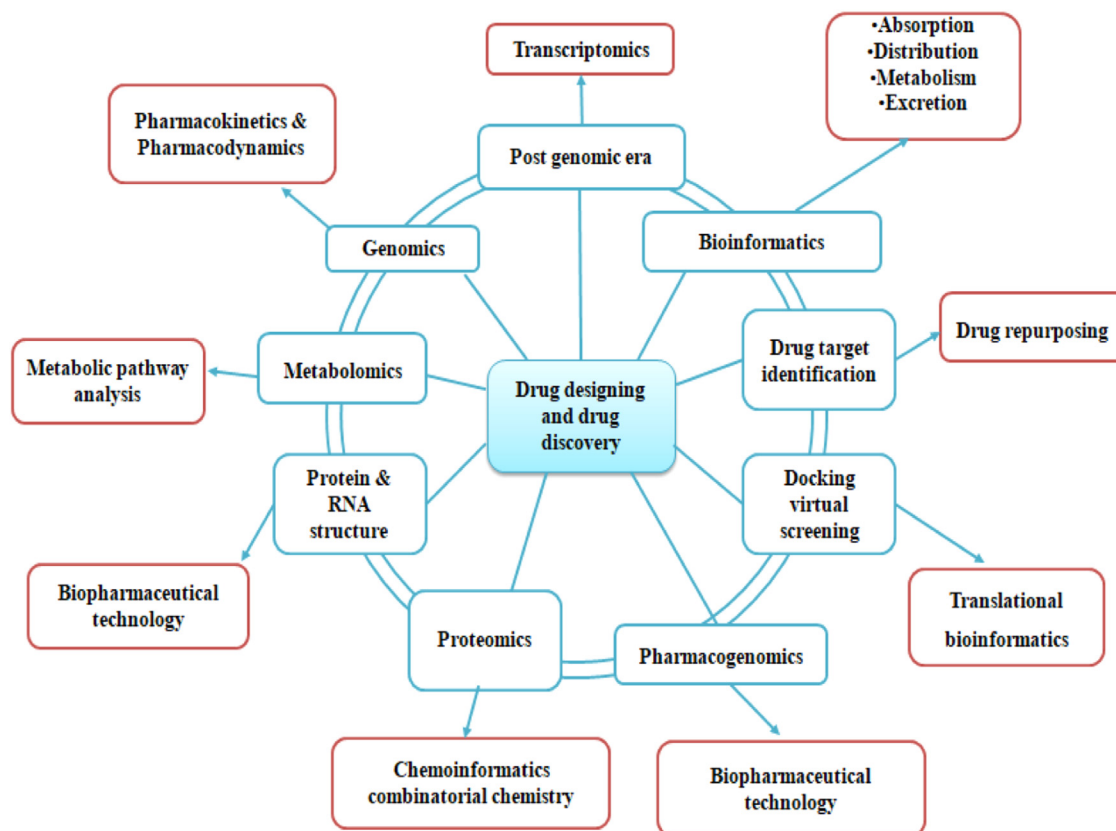 Transcriptomics
•Absorption
•Distribution
•Metabolism
•Excretion
Pharmacokinetics &
Pharmacodynamics
Post genomic era
Genomics
Bioinformatics
Metabolic pathway
analysis
Metabolomics
Drug designing
and drug
discovery
Drug target
identification
Drug repurposing
Protein &
RNA
structure
Docking
virtual
screening
Biopharmaceutical
technology
Proteomics
Pharmacogenomics
Translational
bioinformatics
Chemoinformatics
combinatorial chemistry
Biopharmaceutical
technology